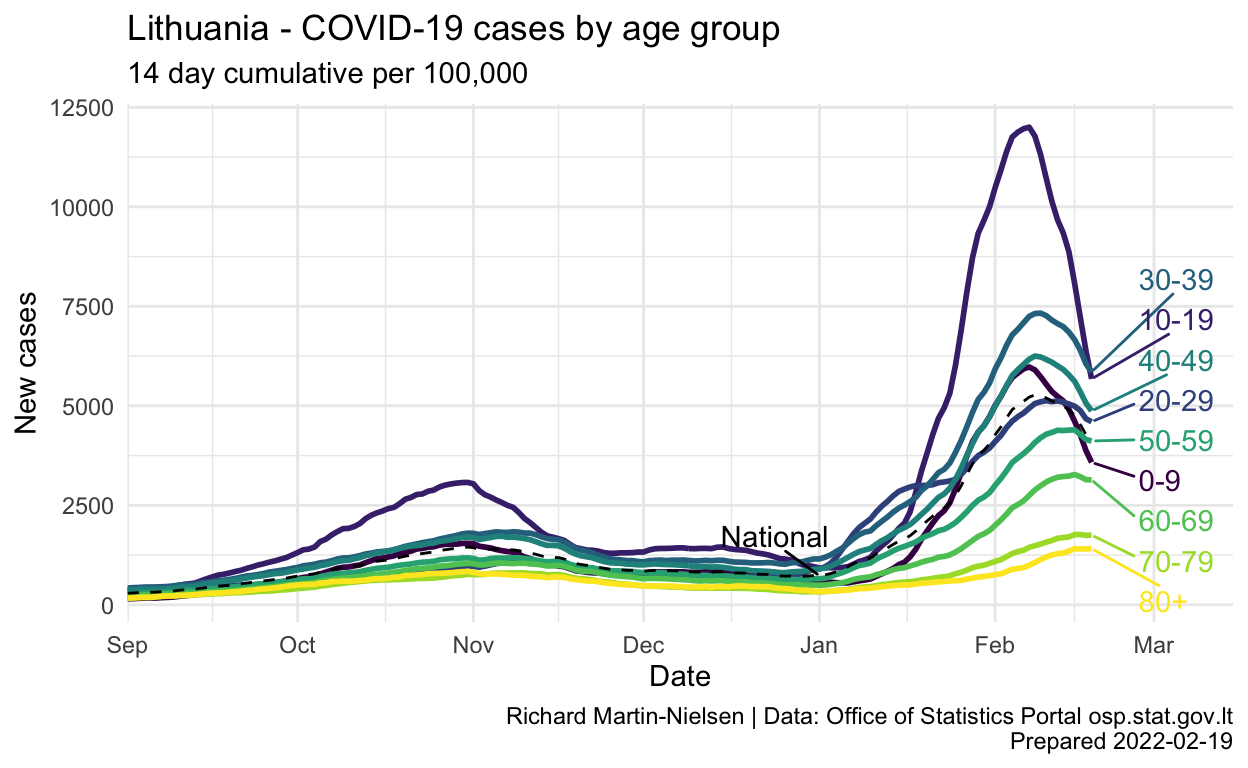 Lithuania - COVID-19 cases by age group
14 day cumulative per 100,000
12500
10000
7500
5000
2500
0
New cases
30-39
10-19
40-49
20-29
50-59
0-9
60-69
70-79
80+
National
Sep Oct Nov Dec Jan Feb Mar
Date
Richard Martin-Nielsen | Data: Office of Statistics Portal osp.stat.gov.lt
Prepared 2022-02-19